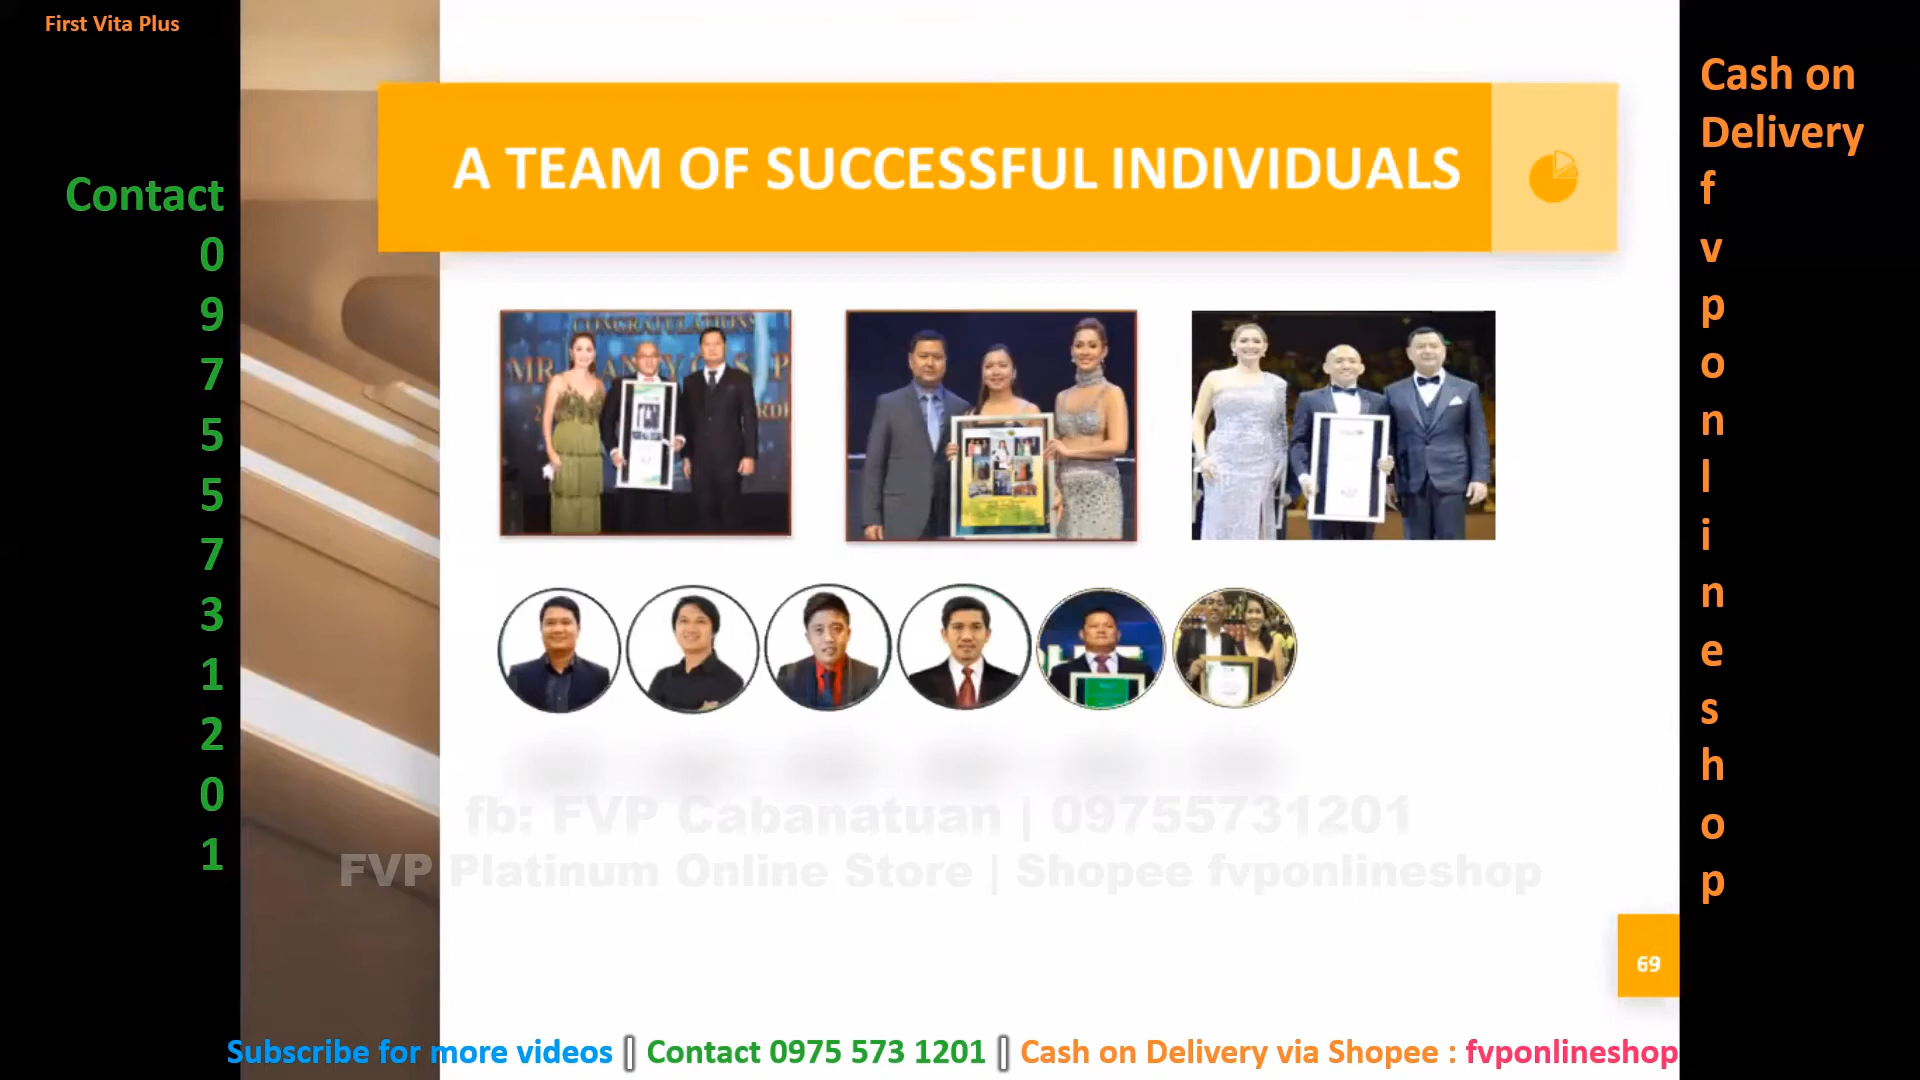 First Vita Plus
Contact
0
9
7
5
5
7
3
1
2
0
1
A TEAM OF SUCCESSFUL INDIVIDUALS
CONGRATULATIONS
MR.
fb: FVP Cabanatuan | 09755731201
FVP Platinum Online Store | Shopee fvponlineshop
69
Cash on
Delivery
f
v
p
o
n
l
i
n
e
s
h
o
p
Subscribe for more videos | Contact 0975 573 1201 | Cash on Delivery via Shopee : fvponlineshop